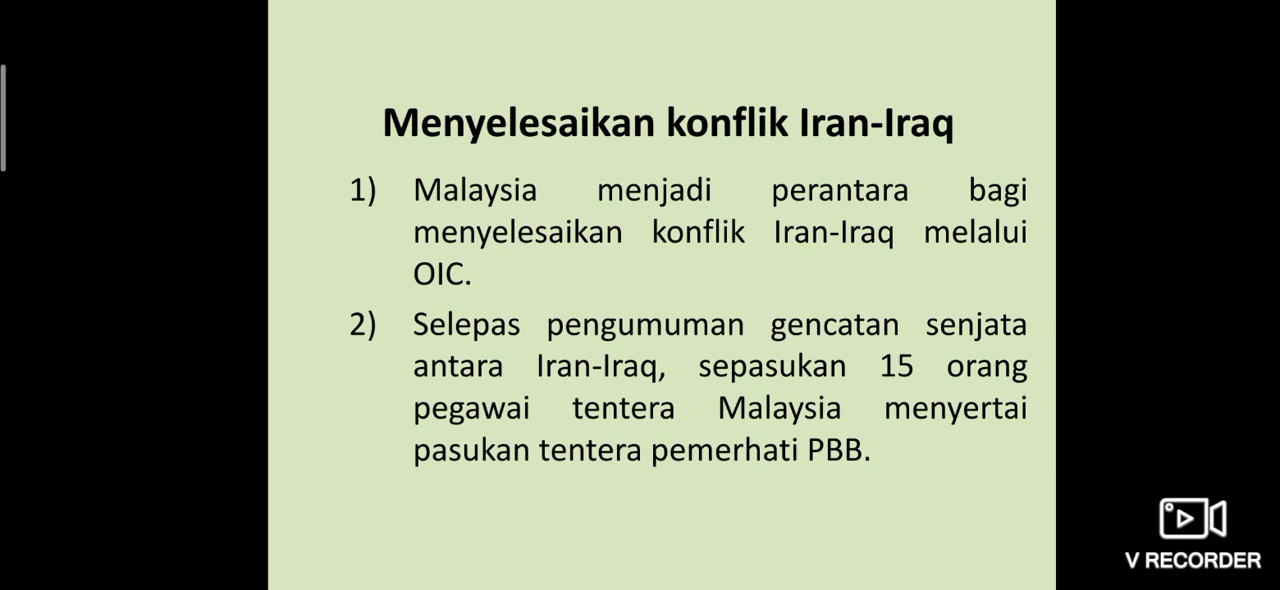 Menyelesaikan konflik Iran-Iraq
1) Malaysia menjadi perantara bagi
menyelesaikan konflik Iran-Iraq melalui
OIC.
2) Selepas pengumuman gencatan senjata
antara Iran-Iraq, sepasukan 15 orang
pegawai tentera Malaysia menyertai
pasukan tentera pemerhati PBB.
V RECORDER